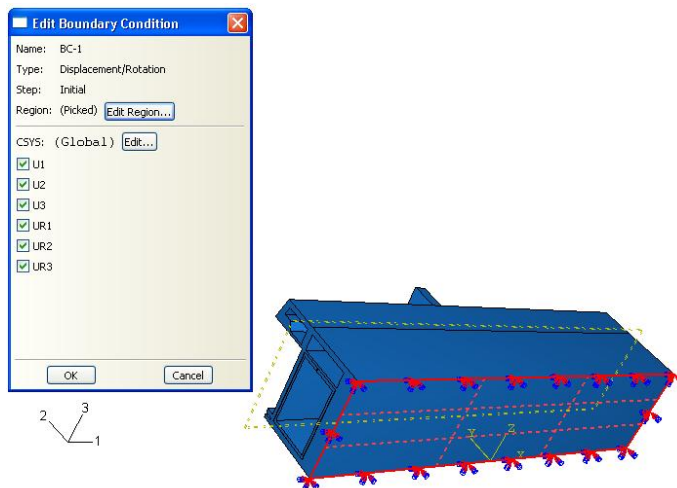 Edit Boundary Condition
Name: BC-1
Type: Displacement/Rotation
Step: Initial
Region: (Picked) Edit Region...
CSYS: (Global) Edit...
U1
U2
U3
UR1
UR2
UR3
OK Cancel
2 3 1
Y Z X